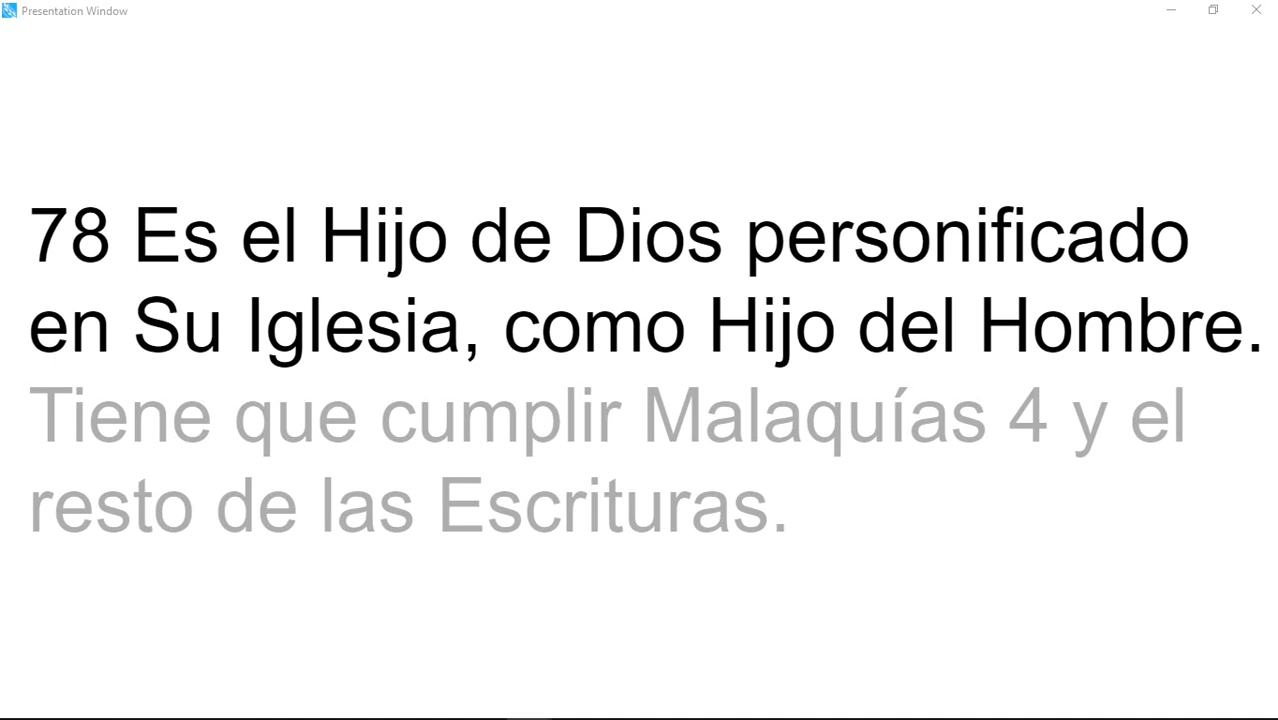 Presentation Window
78 Es el Hijo de Dios personificado
en Su Iglesia, como Hijo del Hombre.
Tiene que cumplir Malaquías 4 y el
resto de las Escrituras.